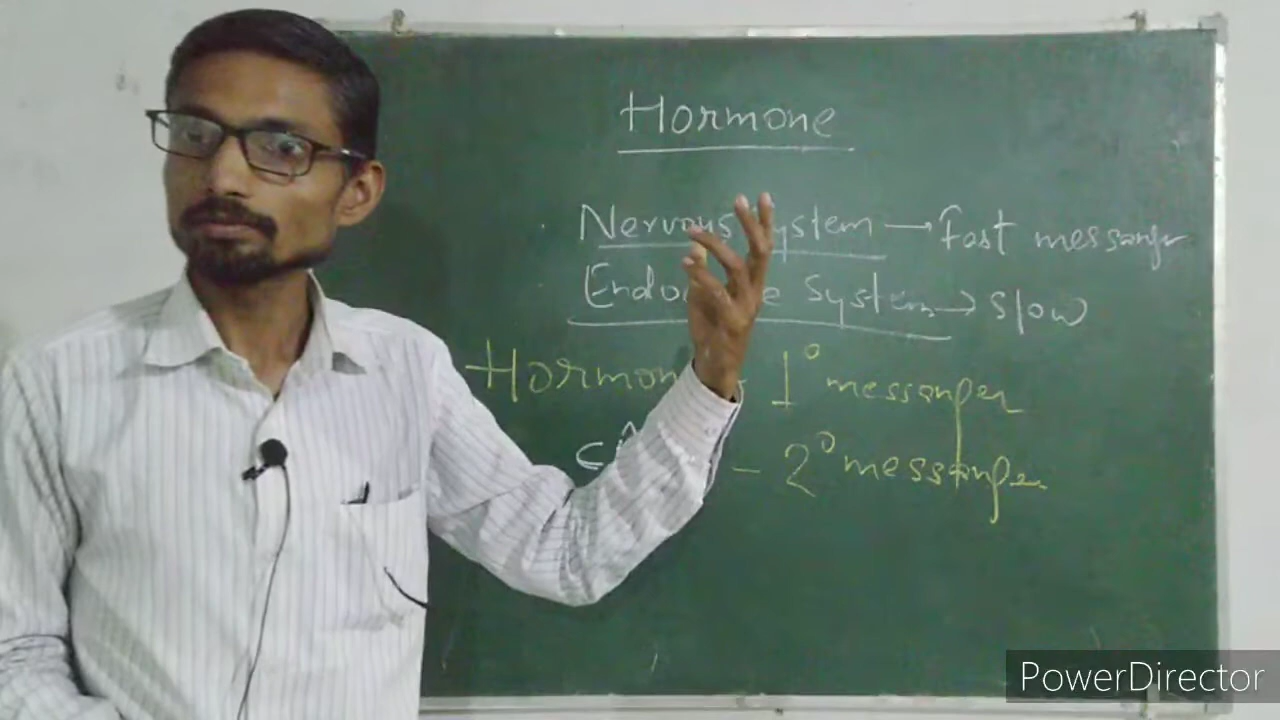 Hormone
Nervous System → Fast messanger
System → Slow
1° messanger
- 2° messanger
PowerDirector